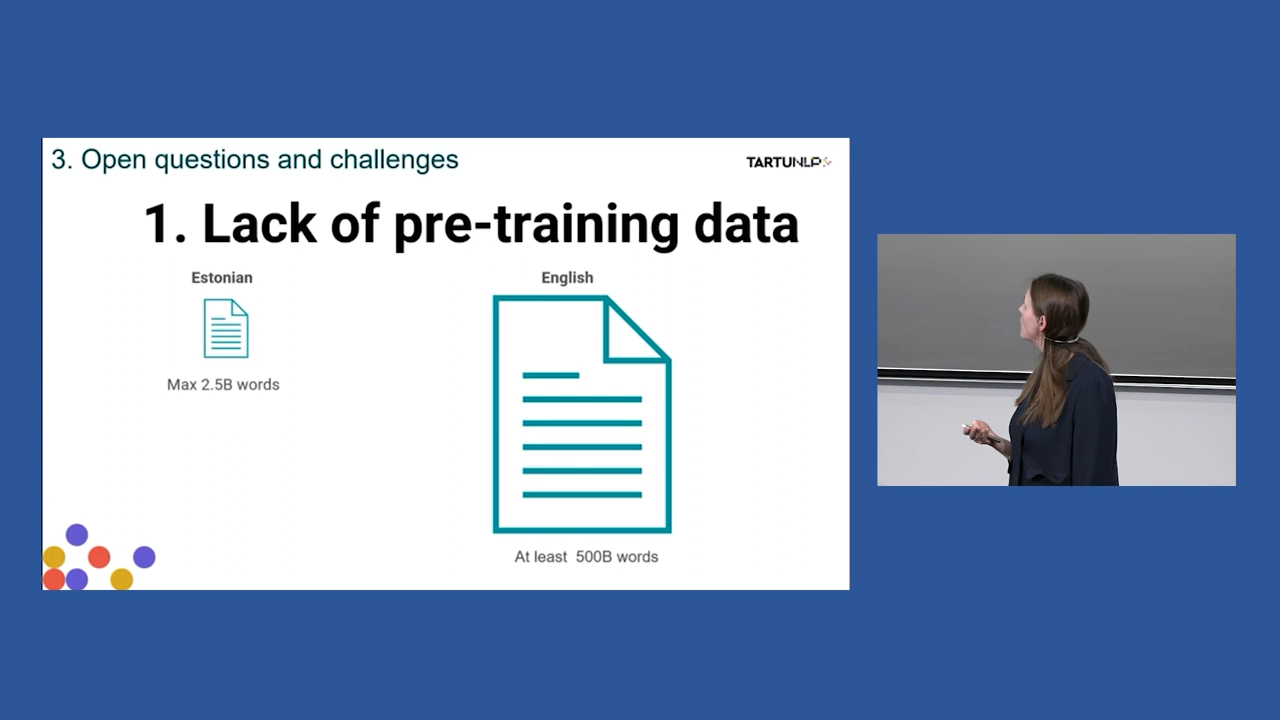 3. Open questions and challenges
TARTUNLP
1. Lack of pre-training data
Estonian
English
Max 2.5B words
At least 500B words